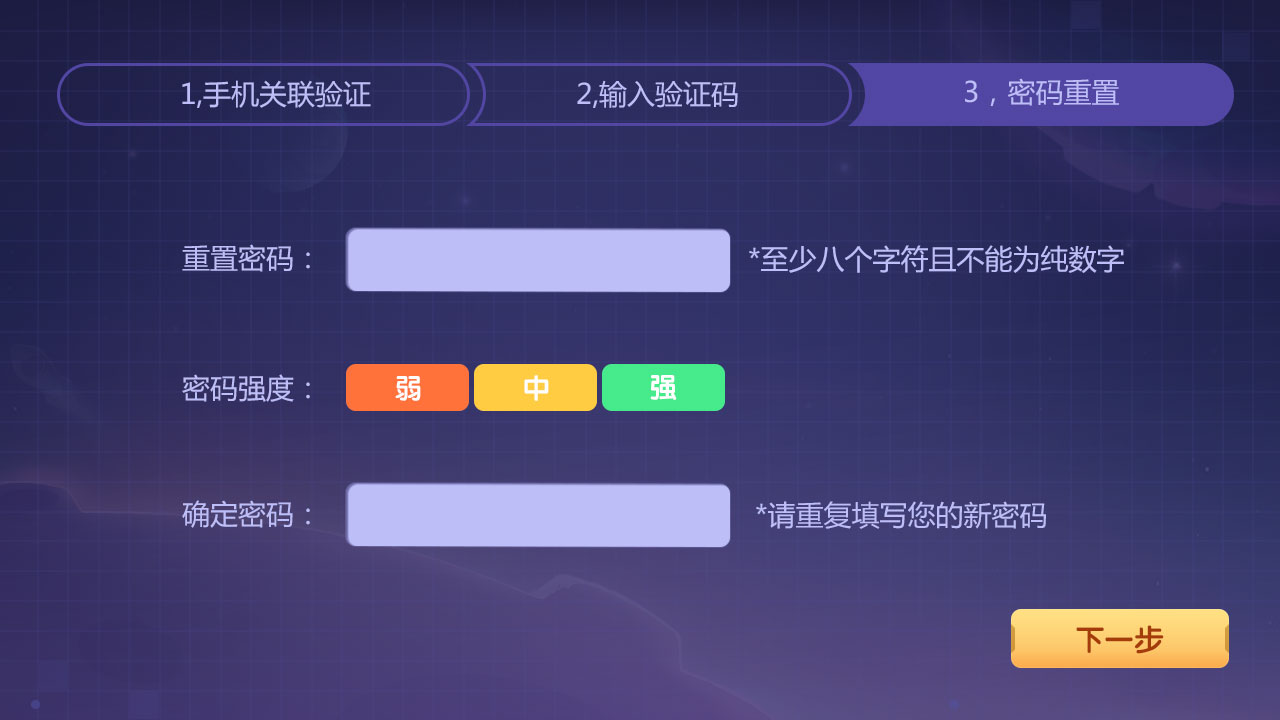 1,手机关联验证
2,输入验证码
3，密码重置
重置密码：
*至少八个字符且不能为纯数字
密码强度：
弱
中
强
确定密码：
*请重复填写您的新密码
下一步